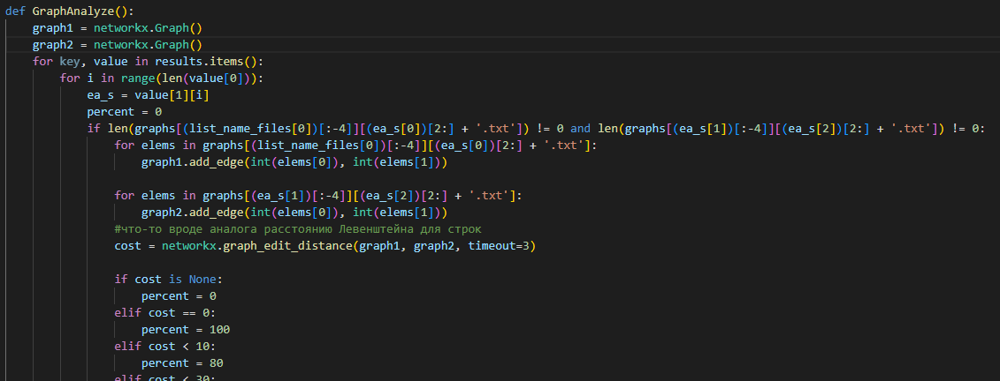 def GraphAnalyze():
graph1 = networkx.Graph()
graph2 = networkx.Graph()
for key, value in results.items():
for i in range(len(value[0])):
ea_s = value[1][i]
percent = 0
if len(graphs[(list_name_files[0])[:-4]][(ea_s[0])[2:] + '.txt']) != 0 and len(graphs[(ea_s[1])[:-4]][(ea_s[2])[2:] + '.txt']) != 0:
for elems in graphs[(list_name_files[0])[:-4]][(ea_s[0])[2:] + '.txt']:
graph1.add_edge(int(elems[0]), int(elems[1]))
for elems in graphs[(ea_s[1])[:-4]][(ea_s[2])[2:] + '.txt']:
graph2.add_edge(int(elems[0]), int(elems[1]))
#что-то вроде аналога расстоянию Левенштейна для строк
cost = networkx.graph_edit_distance(graph1, graph2, timeout=3)
if cost is None:
percent = 0
elif cost == 0:
percent = 100
elif cost < 10:
percent = 80
elif cost < 30: